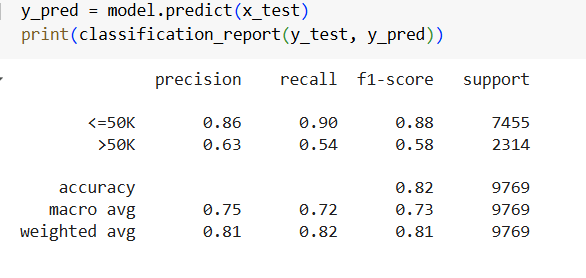 y_pred = model.predict(x_test)
print(classification_report(y_test, y_pred))
precision recall f1-score support
<=50K 0.86 0.90 0.88 7455
>50K 0.63 0.54 0.58 2314
accuracy 0.82 9769
macro avg 0.75 0.72 0.73 9769
weighted avg 0.81 0.82 0.81 9769